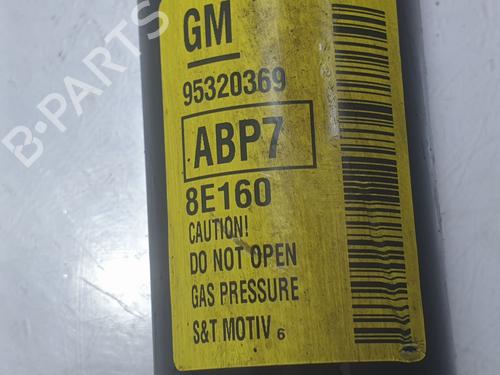 GM
95320369
ABP7
8E160
CAUTION!
DO NOT OPEN
GAS PRESSURE
S&T MOTIV 6
B-PARTS